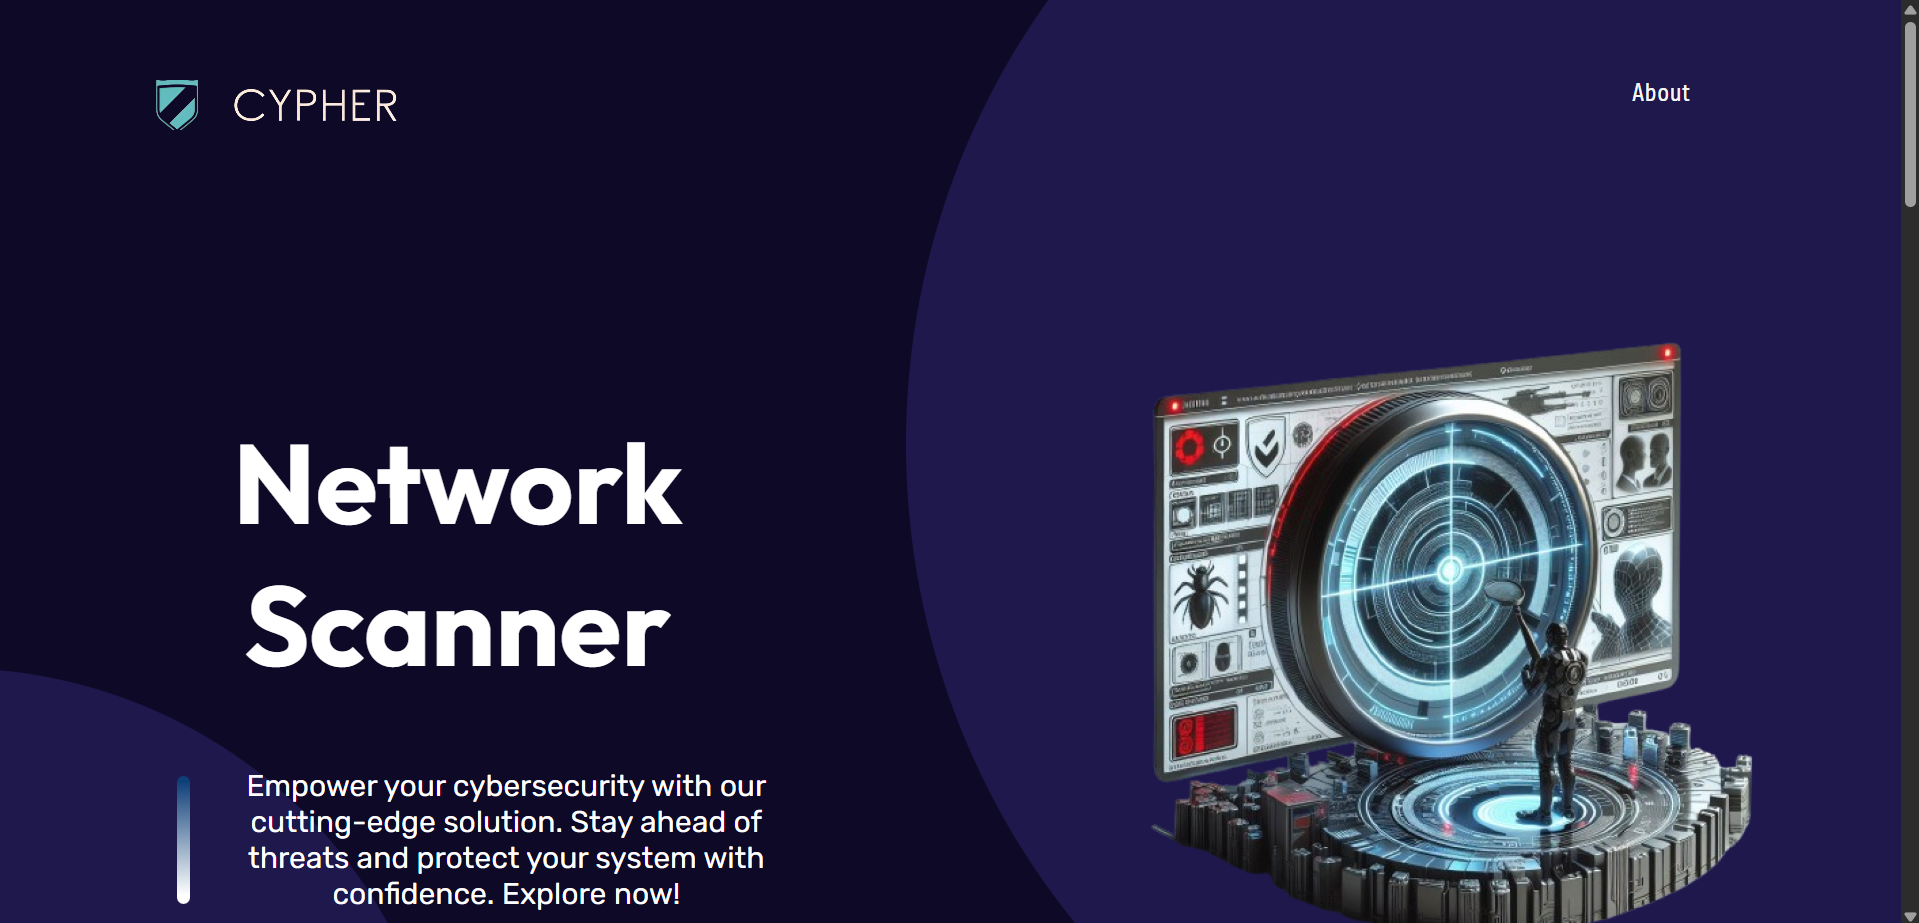 CYPHER
About
Network
Scanner
Empower your cybersecurity with our
cutting-edge solution. Stay ahead of
threats and protect your system with
confidence. Explore now!